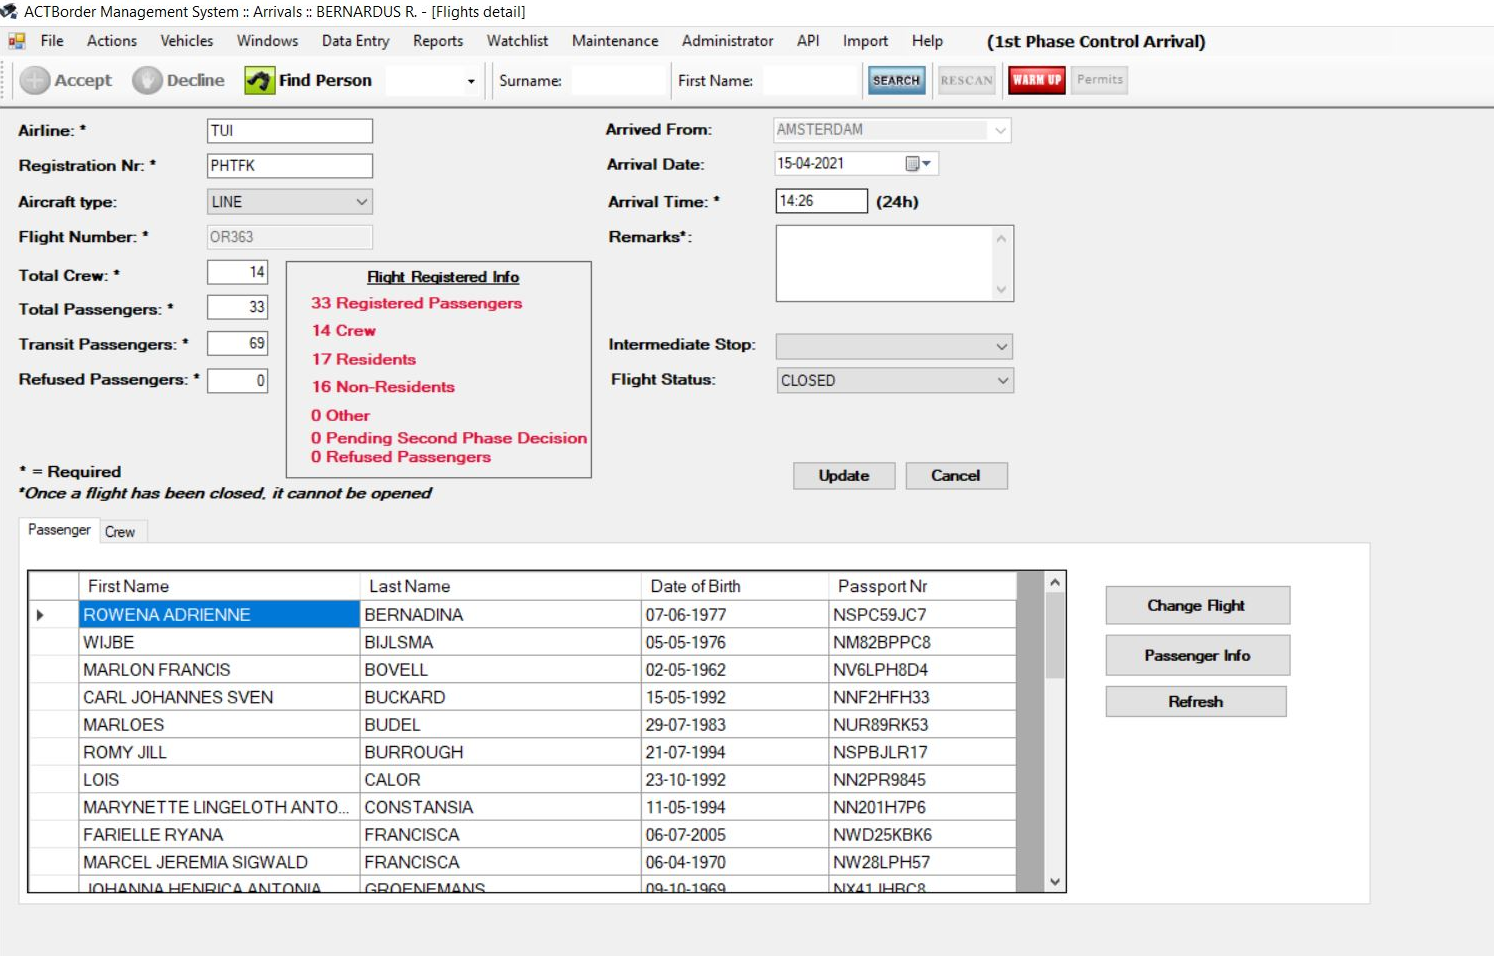 ACTBorder Management System :: Arrivals :: BERNARDUS R. - [Flights detail]
File Actions Vehicles Windows Data Entry Reports Watchlist Maintenance Administrator API Import Help (1st Phase Control Arrival)
Accept Decline Find Person Surname: First Name: SEARCH RESCAN WARM UP Permits
Airline: * TUI Arrived From: AMSTERDAM
Registration Nr: * PHTFK Arrival Date: 15-04-2021
Aircraft type: LINE Arrival Time: * 14:26 (24h)
Flight Number: * OR363 Remarks*:
Total Crew: * 14
Total Passengers: * 33
Transit Passengers: * 69
Refused Passengers: * 0
Flight Registered Info
33 Registered Passengers
14 Crew
17 Residents
16 Non-Residents
0 Other
0 Pending Second Phase Decision
0 Refused Passengers
Intermediate Stop:
Flight Status: CLOSED
* = Required
*Once a flight has been closed, it cannot be opened
Update Cancel
Passenger Crew
First Name Last Name Date of Birth Passport Nr
ROWENA ADRIENNE BERNADINA 07-06-1977 NSPC59JC7
WIJBE BIJLSMA 05-05-1976 NM82BPPC8
MARLON FRANCIS BOVELL 02-05-1962 NV6LPH8D4
CARL JOHANNES SVEN BUCKARD 15-05-1992 NNF2HFH33
MARLOES BUDEL 29-07-1983 NUR89RK53
ROMY JILL BURROUGH 21-07-1994 NSPBJLR17
LOIS CALOR 23-10-1992 NN2PR9845
MARYNETTE LINGELOTH ANTO... CONSTANSIA 11-05-1994 NN201H7P6
FARIELLE RYANA FRANCISCA 06-07-2005 NWD25KBK6
MARCEL JEREMIA SIGWALD FRANCISCA 06-04-1970 NW28LPH57
JOHANNA HENRICA ANTONIA GROENEMANS 09-10-1969
Change Flight
Passenger Info
Refresh